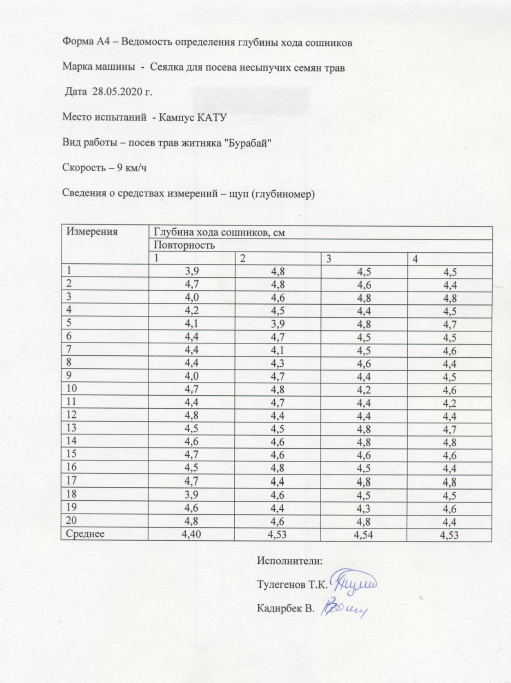 Форма А4 – Ведомость определения глубины хода сошников
Марка машины - Сеялка для посева несыпучих семян трав
Дата 28.05.2020 г.
Место испытаний - Кампус КАТУ
Вид работы – посев трав житняка "Бурабай"
Скорость – 9 км/ч
Сведения о средствах измерений – щуп (глубиномер)
Измерения Глубина хода сошников, см
Повторность
1 2 3 4
1 3,9 4,8 4,5 4,5
2 4,7 4,8 4,6 4,4
3 4,0 4,6 4,8 4,8
4 4,2 4,5 4,4 4,5
5 4,1 3,9 4,8 4,7
6 4,4 4,7 4,5 4,5
7 4,4 4,1 4,5 4,6
8 4,4 4,3 4,6 4,4
9 4,0 4,7 4,4 4,5
10 4,7 4,8 4,2 4,6
11 4,4 4,7 4,4 4,2
12 4,8 4,4 4,4 4,4
13 4,5 4,5 4,8 4,7
14 4,6 4,6 4,8 4,8
15 4,7 4,6 4,6 4,6
16 4,5 4,8 4,5 4,4
17 4,7 4,4 4,8 4,8
18 3,9 4,6 4,5 4,5
19 4,6 4,4 4,3 4,6
20 4,8 4,6 4,8 4,4
Среднее 4,40 4,53 4,54 4,53
Исполнители:
Тулегенов Т.К.
Кадирбек В.